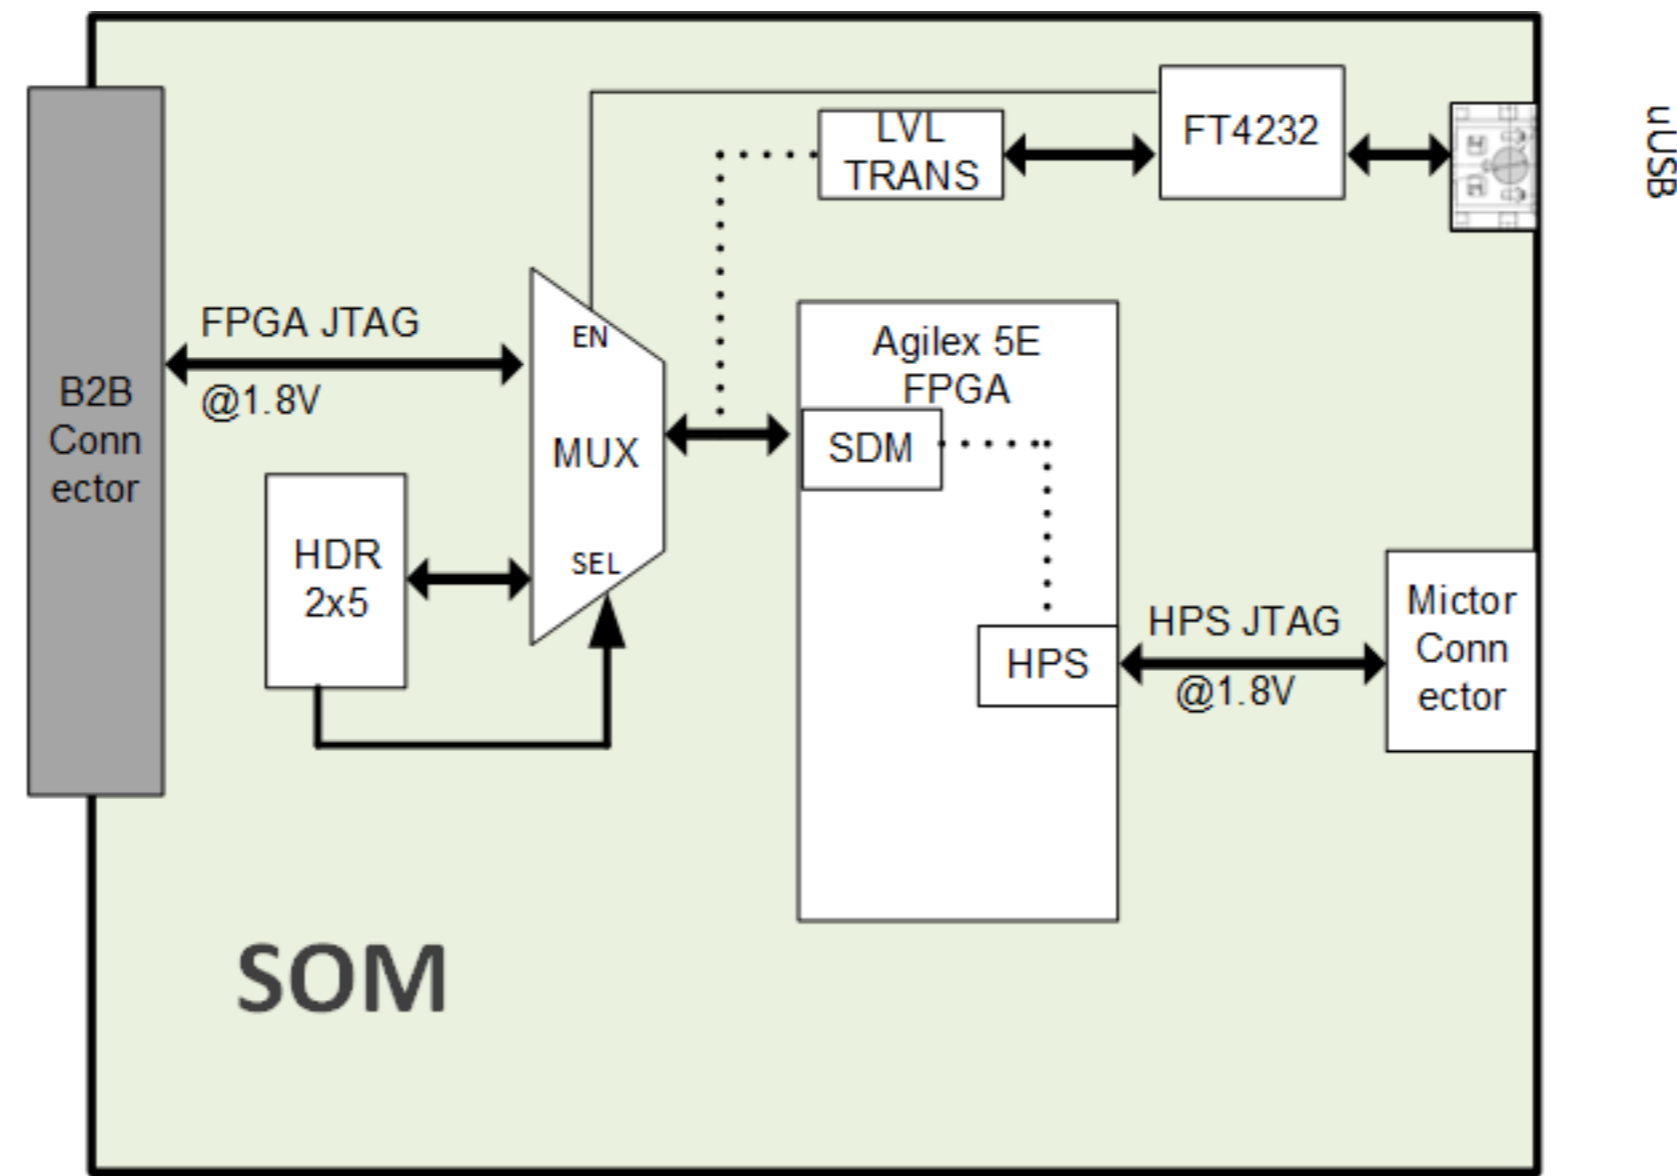 LVL
TRANS
FT4232
uUSB
FPGA JTAG
@1.8V
EN
MUX
SEL
B2B
Conn
ector
HDR
2x5
Agilex 5E
FPGA
SDM
HPS
HPS JTAG
@1.8V
Mictor
Conn
ector
SOM